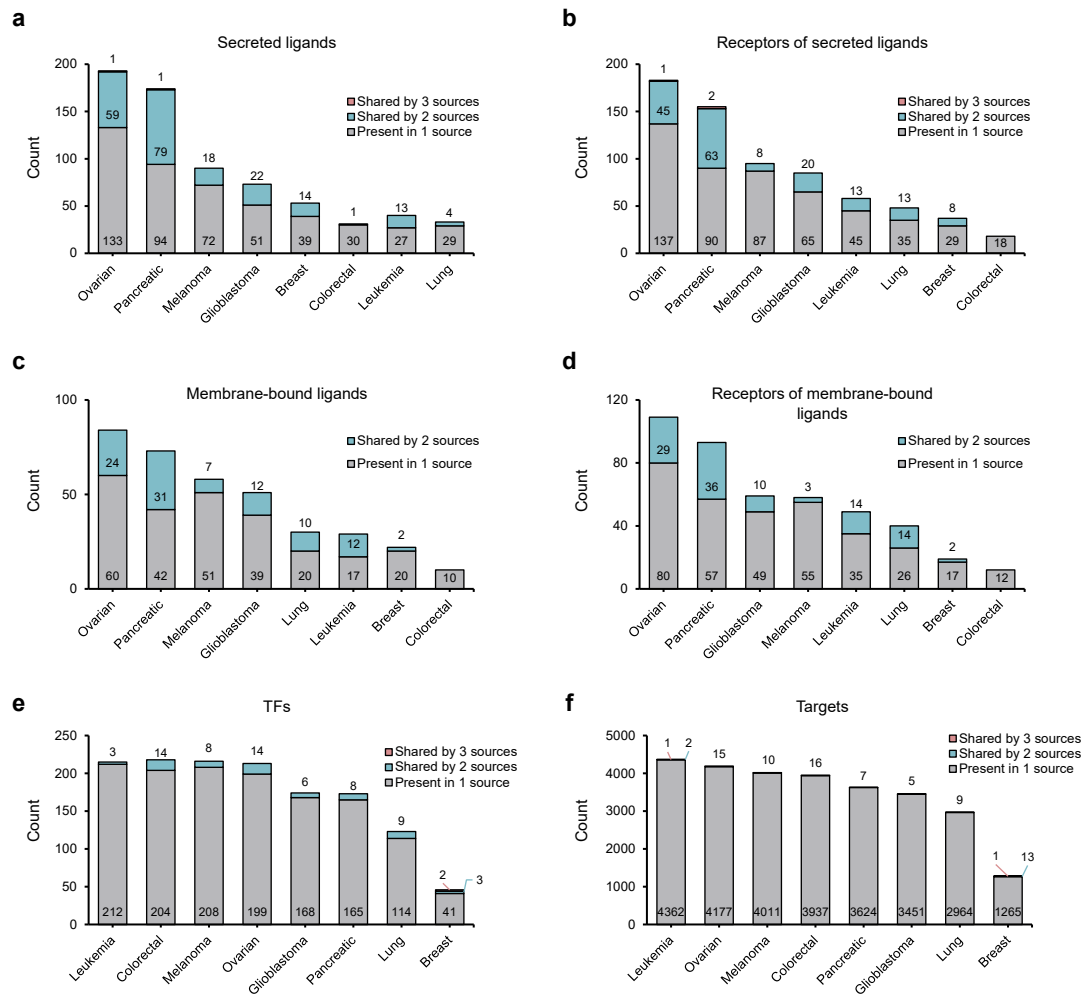 a
Secreted ligands
Count
200
150
100
50
0
1
59
133
1
79
94
18
72
22
51
14
39
1
30
13
27
4
29
Shared by 3 sources
Shared by 2 sources
Present in 1 source
Ovarian
Pancreatic
Melanoma
Glioblastoma
Breast
Colorectal
Leukemia
Lung
b
Receptors of secreted ligands
Count
200
150
100
50
0
1
45
137
2
63
90
8
87
20
65
13
45
13
35
8
29
18
Shared by 3 sources
Shared by 2 sources
Present in 1 source
Ovarian
Pancreatic
Melanoma
Glioblastoma
Leukemia
Lung
Breast
Colorectal
c
Membrane-bound ligands
Count
100
50
0
24
60
31
42
7
51
12
39
10
20
12
17
2
20
10
Shared by 2 sources
Present in 1 source
Ovarian
Pancreatic
Melanoma
Glioblastoma
Lung
Leukemia
Breast
Colorectal
d
Receptors of membrane-bound
ligands
Count
120
80
40
0
29
80
36
57
10
49
3
55
14
35
14
26
2
17
12
Shared by 2 sources
Present in 1 source
Ovarian
Pancreatic
Glioblastoma
Melanoma
Leukemia
Lung
Breast
Colorectal
e
TFs
Count
250
200
150
100
50
0
3
212
14
204
8
208
14
199
6
168
8
165
9
114
2
3
41
Shared by 3 sources
Shared by 2 sources
Present in 1 source
Leukemia
Colorectal
Melanoma
Ovarian
Glioblastoma
Pancreatic
Lung
Breast
f
Targets
Count
5000
4000
3000
2000
1000
0
1
2
4362
15
4177
10
4011
16
3937
7
3624
5
3451
9
2964
1
13
1265
Shared by 3 sources
Shared by 2 sources
Present in 1 source
Leukemia
Ovarian
Melanoma
Colorectal
Pancreatic
Glioblastoma
Lung
Breast